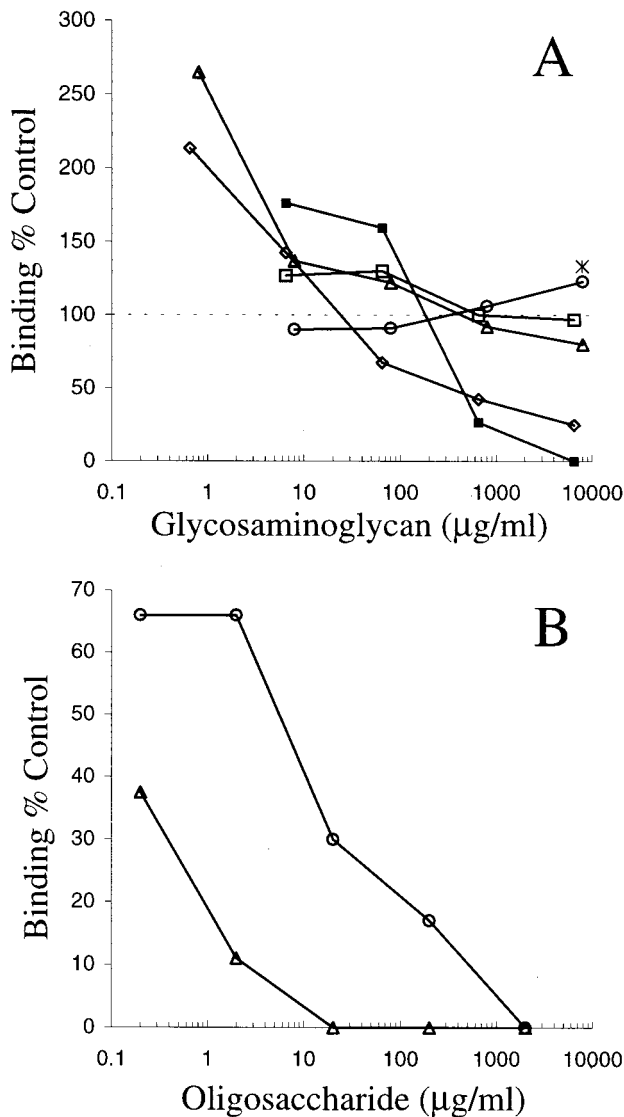 A
300
250
200
150
100
50
0
Binding % Control
0.1 1 10 100 1000 10000
Glycosaminoglycan (μg/ml)
B
70
60
50
40
30
20
10
0
Binding % Control
0.1 1 10 100 1000 10000
Oligosaccharide (μg/ml)